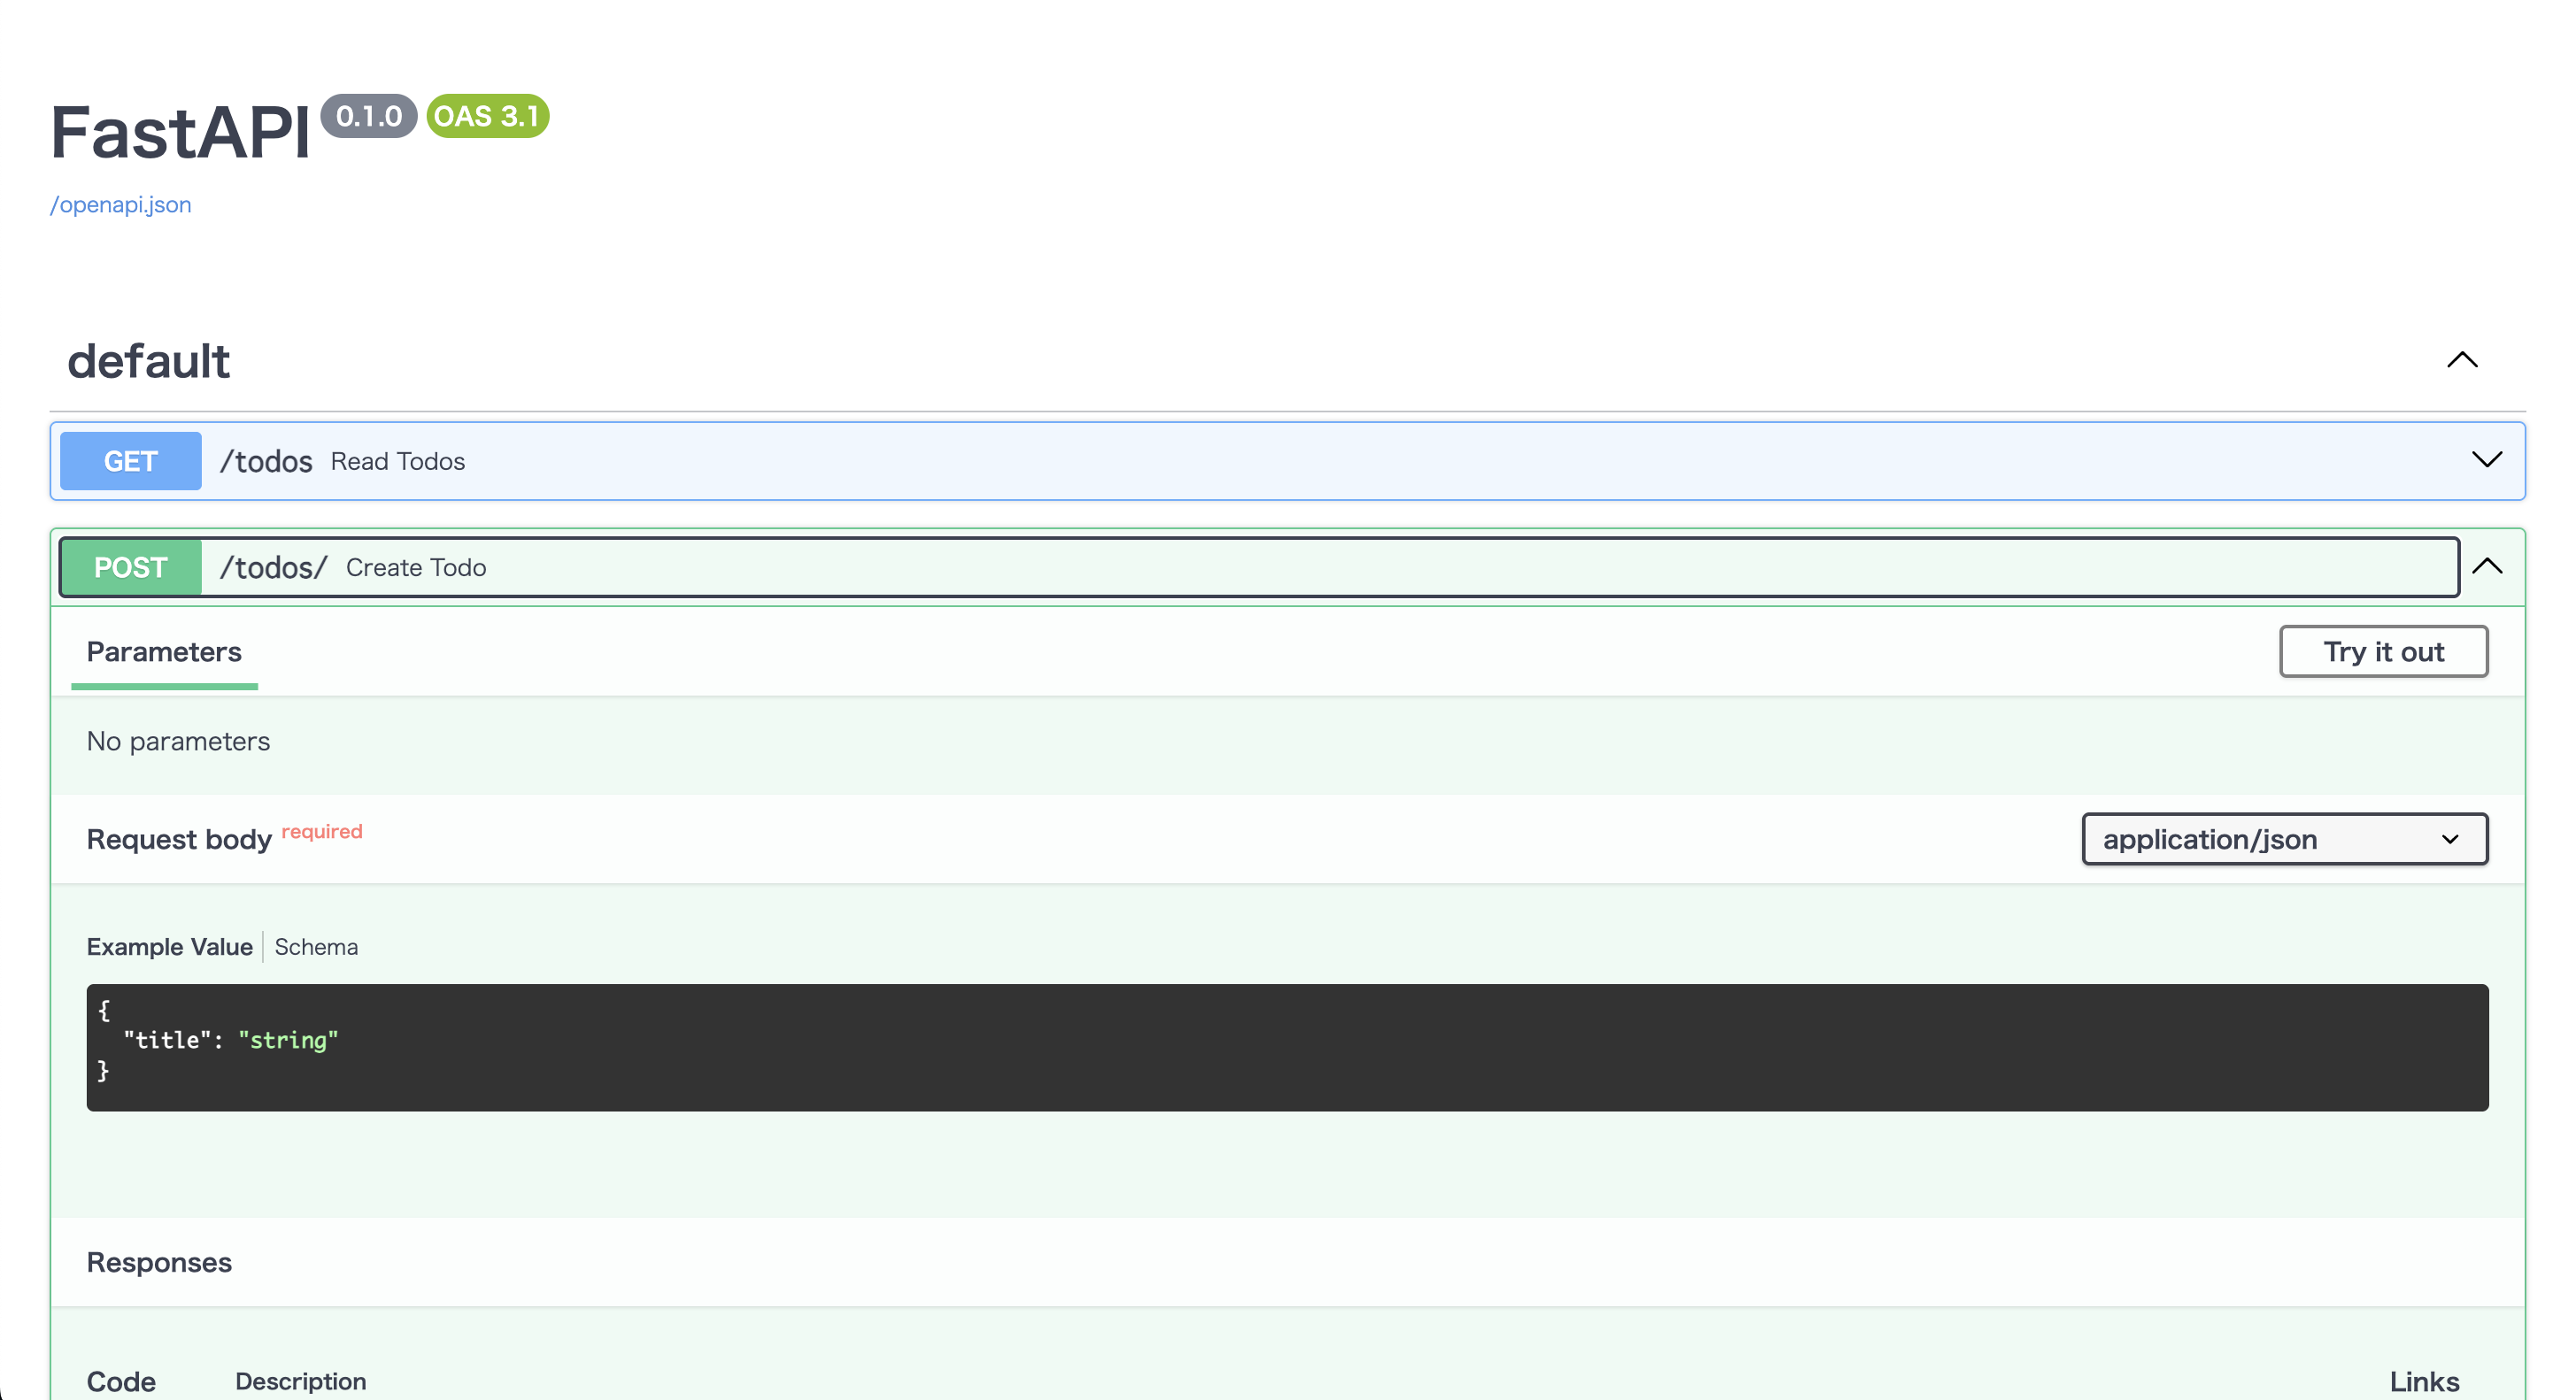 FastAPI 0.1.0 OAS 3.1
/openapi.json
default
GET /todos Read Todos
POST /todos/ Create Todo
Parameters Try it out
No parameters
Request body required application/json
Example Value Schema
{
"title": "string"
}
Responses
Code Description Links